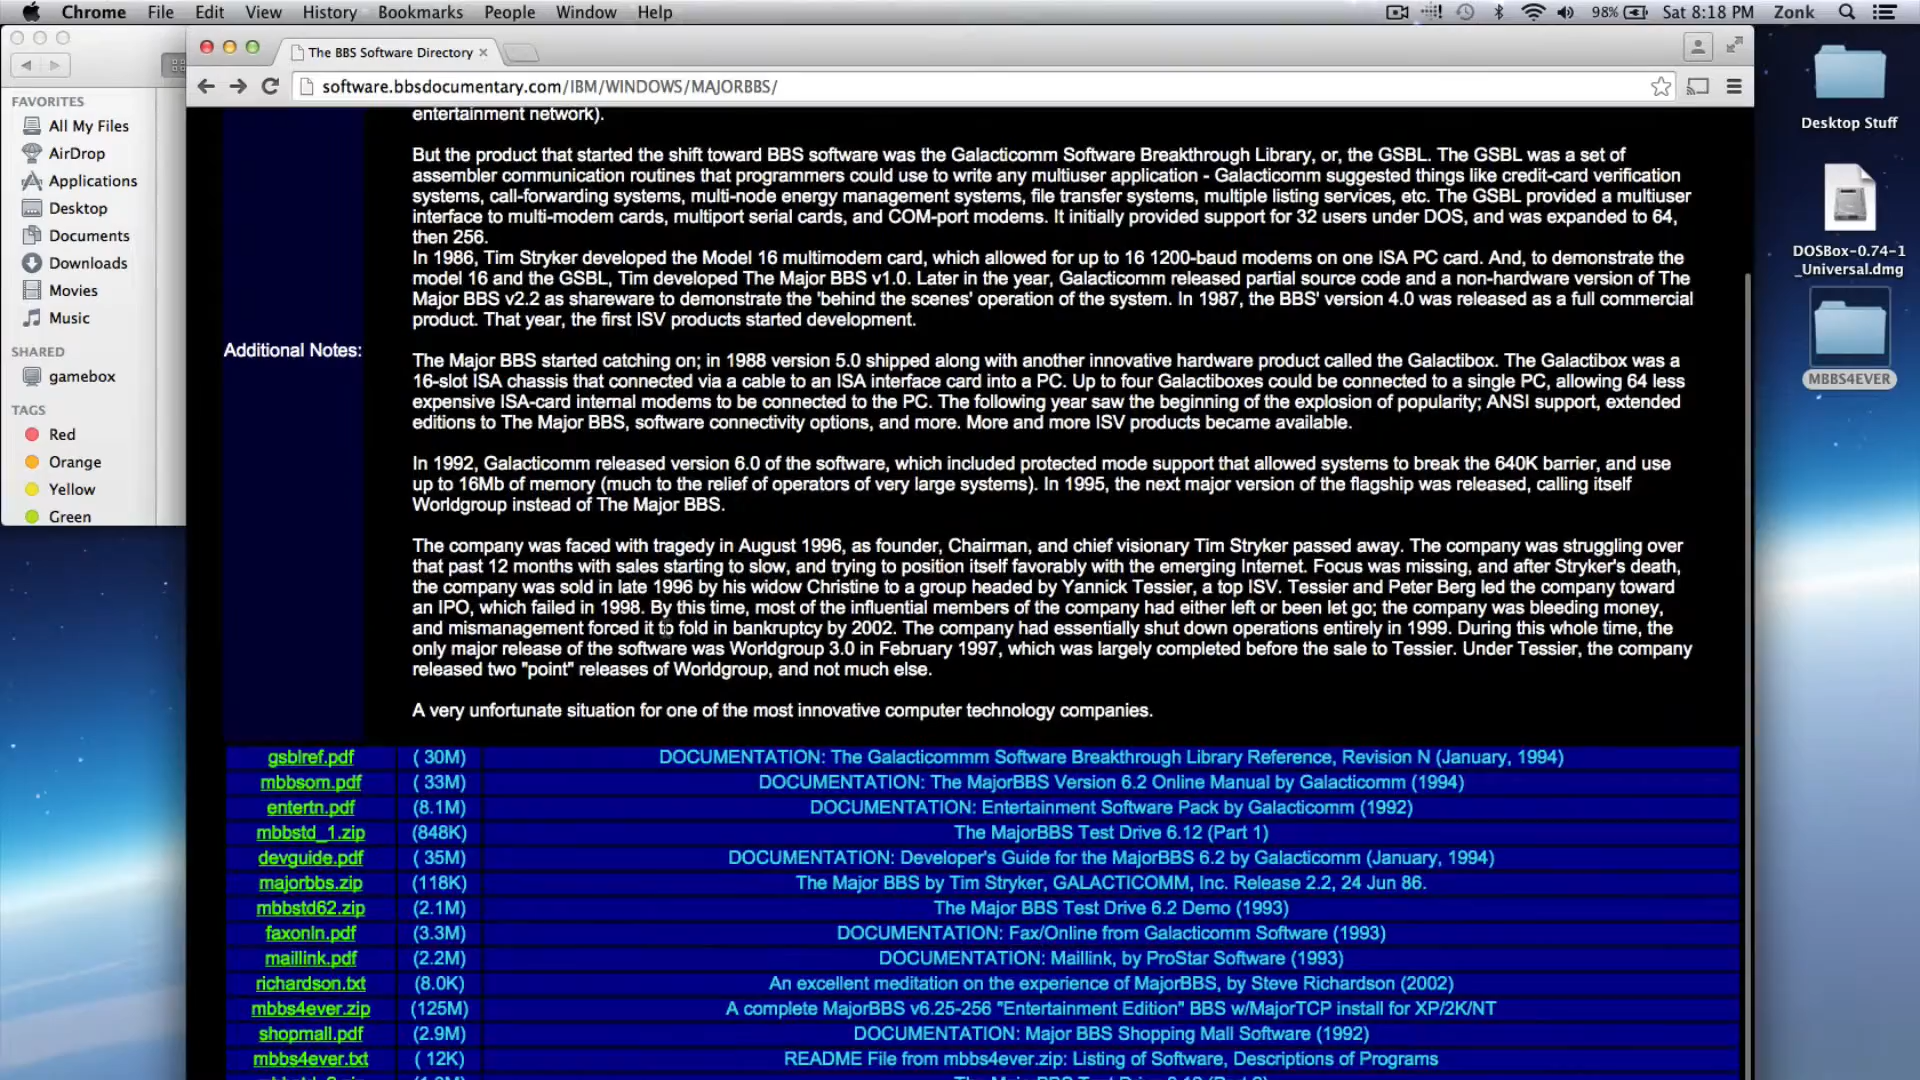 Chrome File Edit View History Bookmarks People Window Help 98% Sat 8:18 PM Zonk
The BBS Software Directory
software.bbsdocumentary.com/IBM/WINDOWS/MAJORBBS/
FAVORITES
All My Files
AirDrop
Applications
Desktop
Documents
Downloads
Movies
Music
SHARED
gamebox
TAGS
Red
Orange
Yellow
Green
entertainment network).
But the product that started the shift toward BBS software was the Galacticomm Software Breakthrough Library, or, the GSBL. The GSBL was a set of
assembler communication routines that programmers could use to write any multiuser application - Galacticomm suggested things like credit-card verification
systems, call-forwarding systems, multi-node energy management systems, file transfer systems, multiple listing services, etc. The GSBL provided a multiuser
interface to multi-modem cards, multiport serial cards, and COM-port modems. It initially provided support for 32 users under DOS, and was expanded to 64,
then 256.
In 1986, Tim Stryker developed the Model 16 multimodem card, which allowed for up to 16 1200-baud modems on one ISA PC card. And, to demonstrate the
model 16 and the GSBL, Tim developed The Major BBS v1.0. Later in the year, Galacticomm released partial source code and a non-hardware version of The
Major BBS v2.2 as shareware to demonstrate the 'behind the scenes' operation of the system. In 1987, the BBS' version 4.0 was released as a full commercial
product. That year, the first ISV products started development.
Additional Notes:
The Major BBS started catching on; in 1988 version 5.0 shipped along with another innovative hardware product called the Galactibox. The Galactibox was a
16-slot ISA chassis that connected via a cable to an ISA interface card into a PC. Up to four Galactiboxes could be connected to a single PC, allowing 64 less
expensive ISA-card internal modems to be connected to the PC. The following year saw the beginning of the explosion of popularity; ANSI support, extended
editions to The Major BBS, software connectivity options, and more. More and more ISV products became available.
In 1992, Galacticomm released version 6.0 of the software, which included protected mode support that allowed systems to break the 640K barrier, and use
up to 16Mb of memory (much to the relief of operators of very large systems). In 1995, the next major version of the flagship was released, calling itself
Worldgroup instead of The Major BBS.
The company was faced with tragedy in August 1996, as founder, Chairman, and chief visionary Tim Stryker passed away. The company was struggling over
that past 12 months with sales starting to slow, and trying to position itself favorably with the emerging Internet. Focus was missing, and after Stryker's death,
the company was sold in late 1996 by his widow Christine to a group headed by Yannick Tessier, a top ISV. Tessier and Peter Berg led the company toward
an IPO, which failed in 1998. By this time, most of the influential members of the company had either left or been let go; the company was bleeding money,
and mismanagement forced it to fold in bankruptcy by 2002. The company had essentially shut down operations entirely in 1999. During this whole time, the
only major release of the software was Worldgroup 3.0 in February 1997, which was largely completed before the sale to Tessier. Under Tessier, the company
released two "point" releases of Worldgroup, and not much else.
A very unfortunate situation for one of the most innovative computer technology companies.
gsblref.pdf ( 30M) DOCUMENTATION: The Galacticommm Software Breakthrough Library Reference, Revision N (January, 1994)
mbbsom.pdf ( 33M) DOCUMENTATION: The MajorBBS Version 6.2 Online Manual by Galacticomm (1994)
entertn.pdf (8.1M) DOCUMENTATION: Entertainment Software Pack by Galacticomm (1992)
mbbstd_1.zip (848K) The MajorBBS Test Drive 6.12 (Part 1)
devguide.pdf ( 35M) DOCUMENTATION: Developer's Guide for the MajorBBS 6.2 by Galacticomm (January, 1994)
majorbbs.zip (118K) The Major BBS by Tim Stryker, GALACTICOMM, Inc. Release 2.2, 24 Jun 86.
mbbstd62.zip (2.1M) The Major BBS Test Drive 6.2 Demo (1993)
faxonln.pdf (3.3M) DOCUMENTATION: Fax/Online from Galacticomm Software (1993)
maillink.pdf (2.2M) DOCUMENTATION: Maillink, by ProStar Software (1993)
richardson.txt (8.0K) An excellent meditation on the experience of MajorBBS, by Steve Richardson (2002)
mbbs4ever.zip (125M) A complete MajorBBS v6.25-256 "Entertainment Edition" BBS w/MajorTCP install for XP/2K/NT
shopmall.pdf (2.9M) DOCUMENTATION: Major BBS Shopping Mall Software (1992)
mbbs4ever.txt ( 12K) README File from mbbs4ever.zip: Listing of Software, Descriptions of Programs
Desktop Stuff
DOSBox-0.74-1
_Universal.dmg
MBBS4EVER